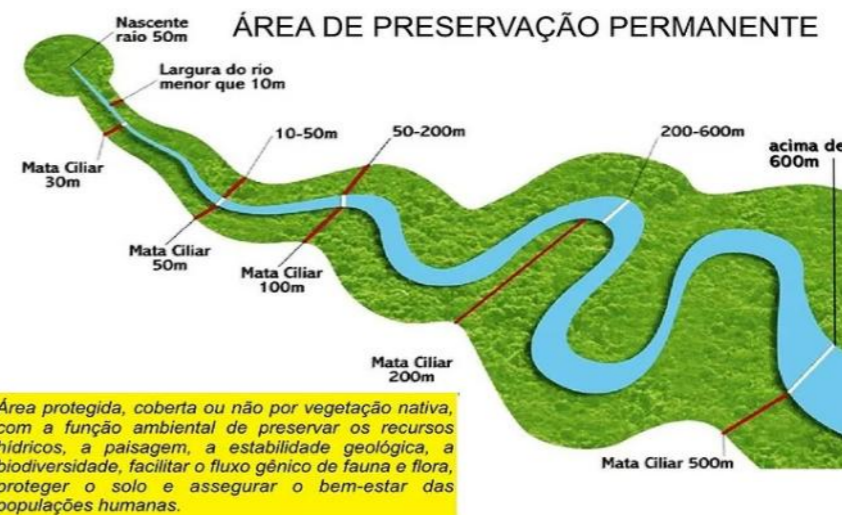 ÁREA DE PRESERVAÇÃO PERMANENTE
Nascente
raio 50m
Largura do rio
menor que 10m
10-50m
50-200m
200-600m
acima de
600m
Mata Ciliar
30m
Mata Ciliar
50m
Mata Ciliar
100m
Mata Ciliar
200m
Mata Ciliar 500m
Área protegida, coberta ou não por vegetação nativa,
com a função ambiental de preservar os recursos
hídricos, a paisagem, a estabilidade geológica, a
biodiversidade, facilitar o fluxo gênico de fauna e flora,
proteger o solo e assegurar o bem-estar das
populações humanas.